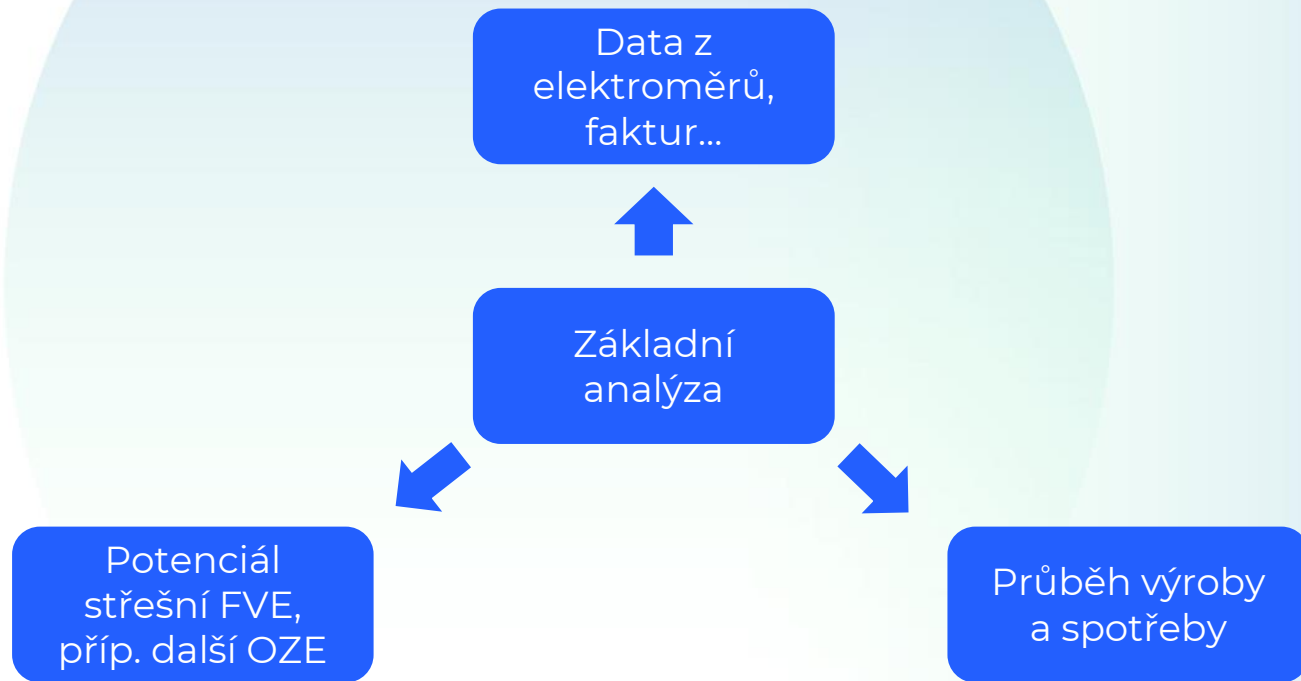 Data z
elektroměrů,
faktur…
Základní
analýza
Potenciál
střešní FVE,
příp. další OZE
Průběh výroby
a spotřeby